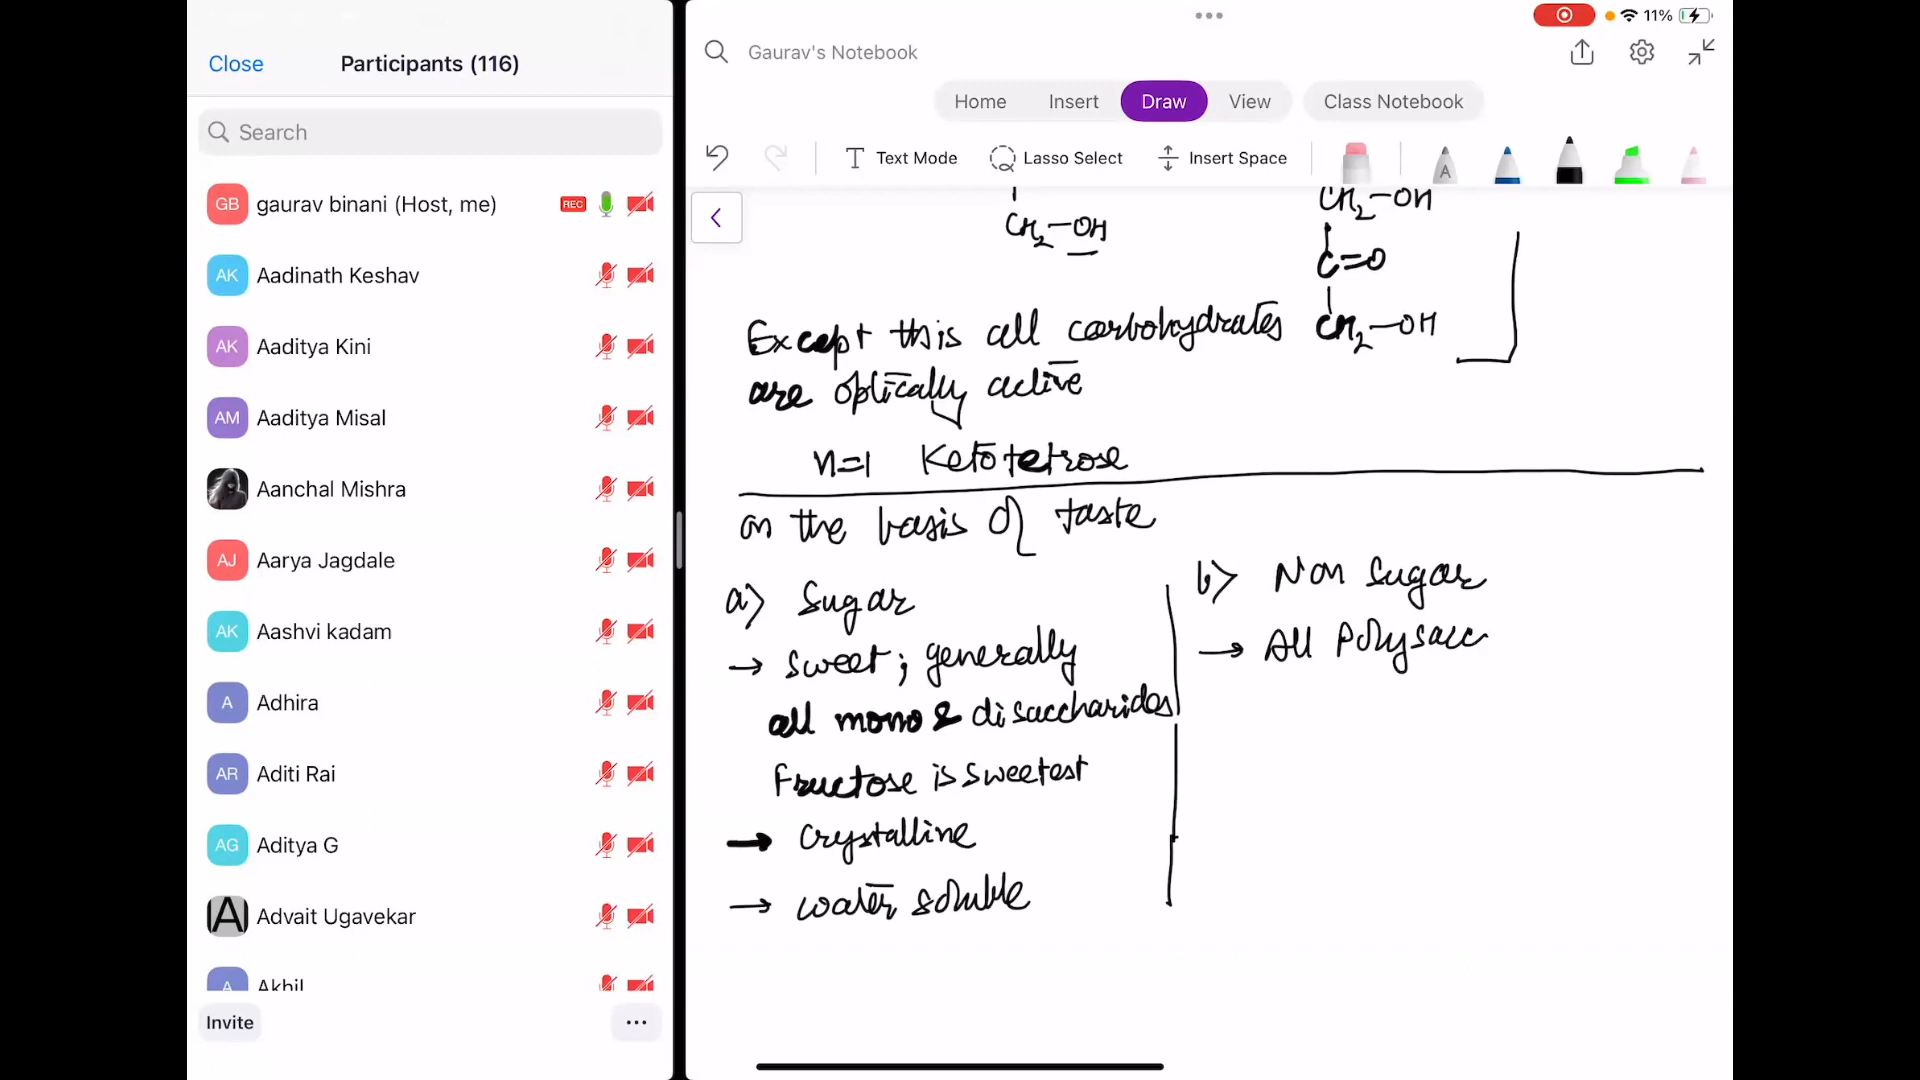 Close
Participants (116)
Search
GB gaurav binani (Host, me) REC
AK Aadinath Keshav
AK Aaditya Kini
AM Aaditya Misal
Aanchal Mishra
AJ Aarya Jagdale
AK Aashvi kadam
A Adhira
AR Aditi Rai
AG Aditya G
A Advait Ugavekar
A Akhil
Invite
11%
Gaurav's Notebook
Home Insert Draw View Class Notebook
Text Mode Lasso Select Insert Space A
CH2-OH
CH2-OH
C=O
CH2-OH
Except this all carbohydrates
are optically active
n=1 Ketotetrose
on the basis of taste
a) Sugar
→ sweet; generally
all mono & disaccharides
Fructose is sweetest
→ Crystalline
→ water soluble
b) Non Sugar
→ All Polysacc